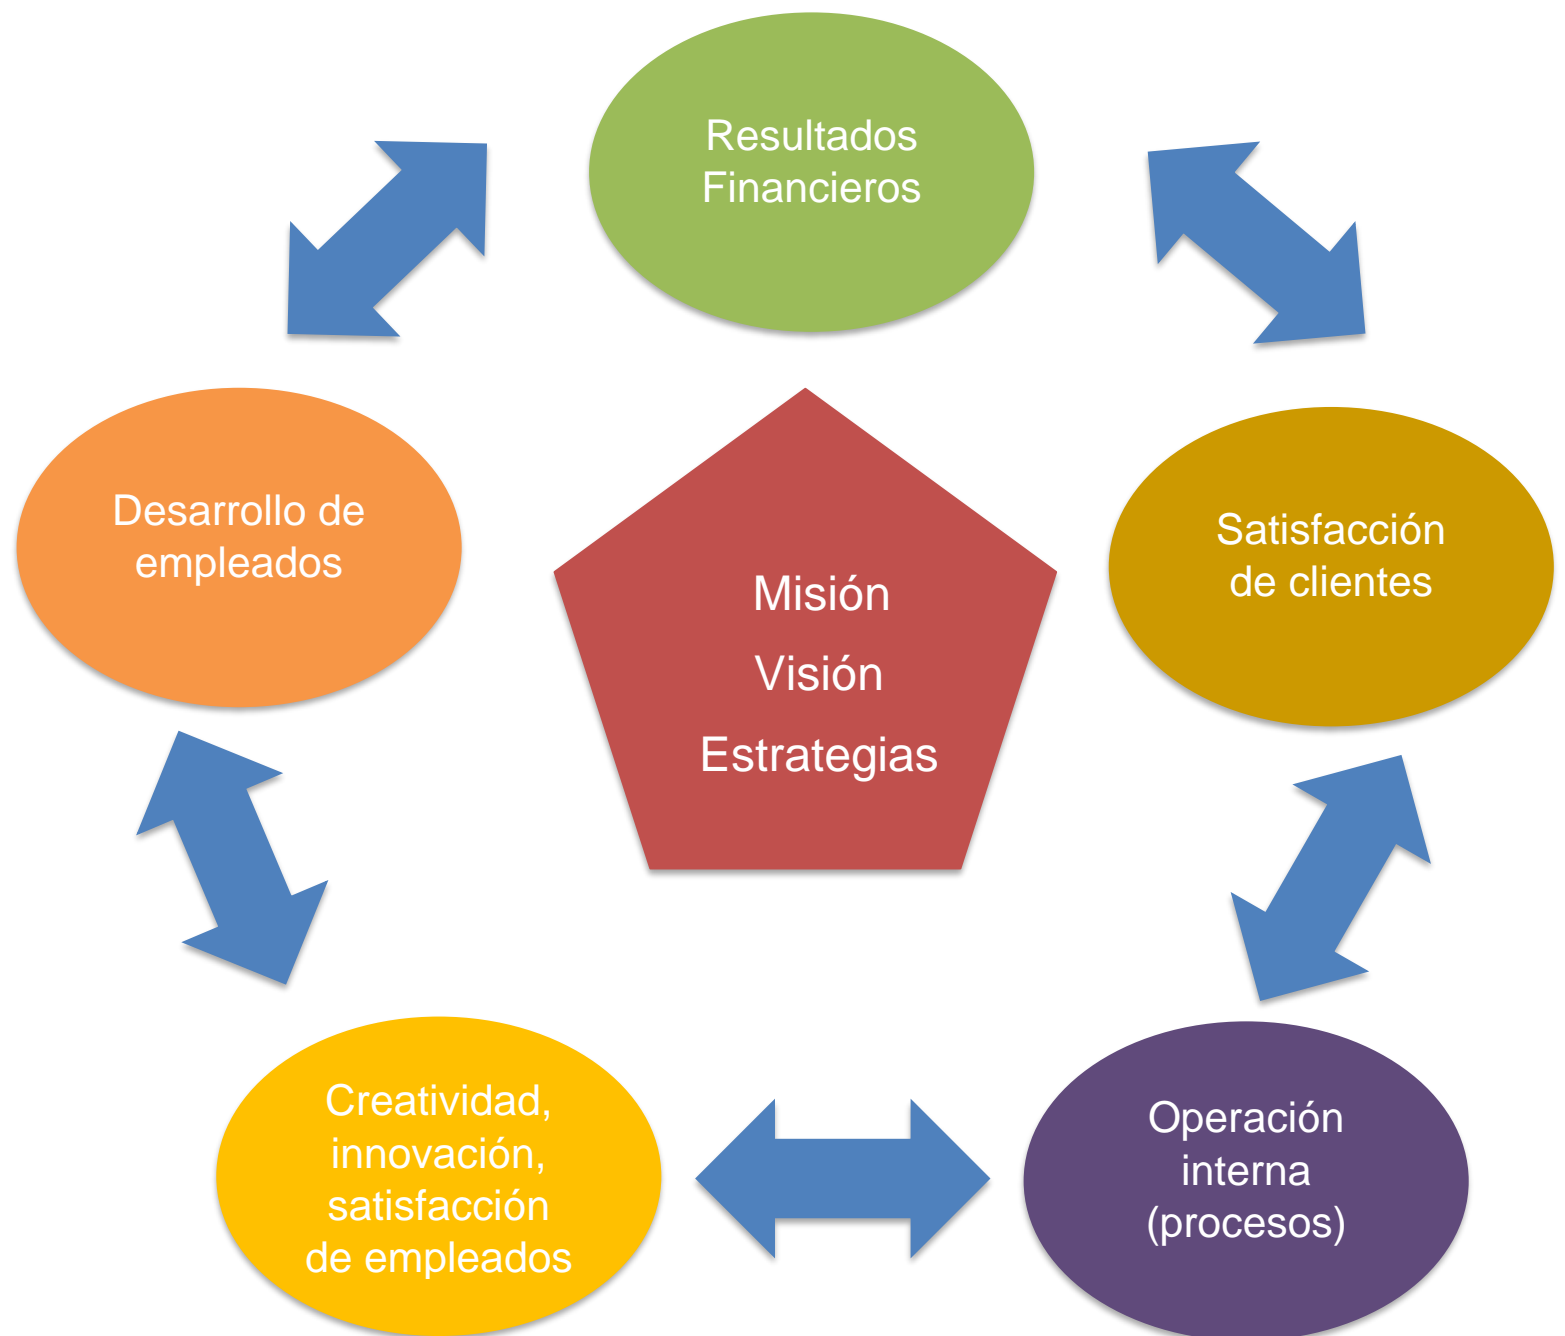 Resultados
Financieros
Desarrollo de
empleados
Satisfacción
de clientes
Misión
Visión
Estrategias
Creatividad,
innovación,
satisfacción
de empleados
Operación
interna
(procesos)